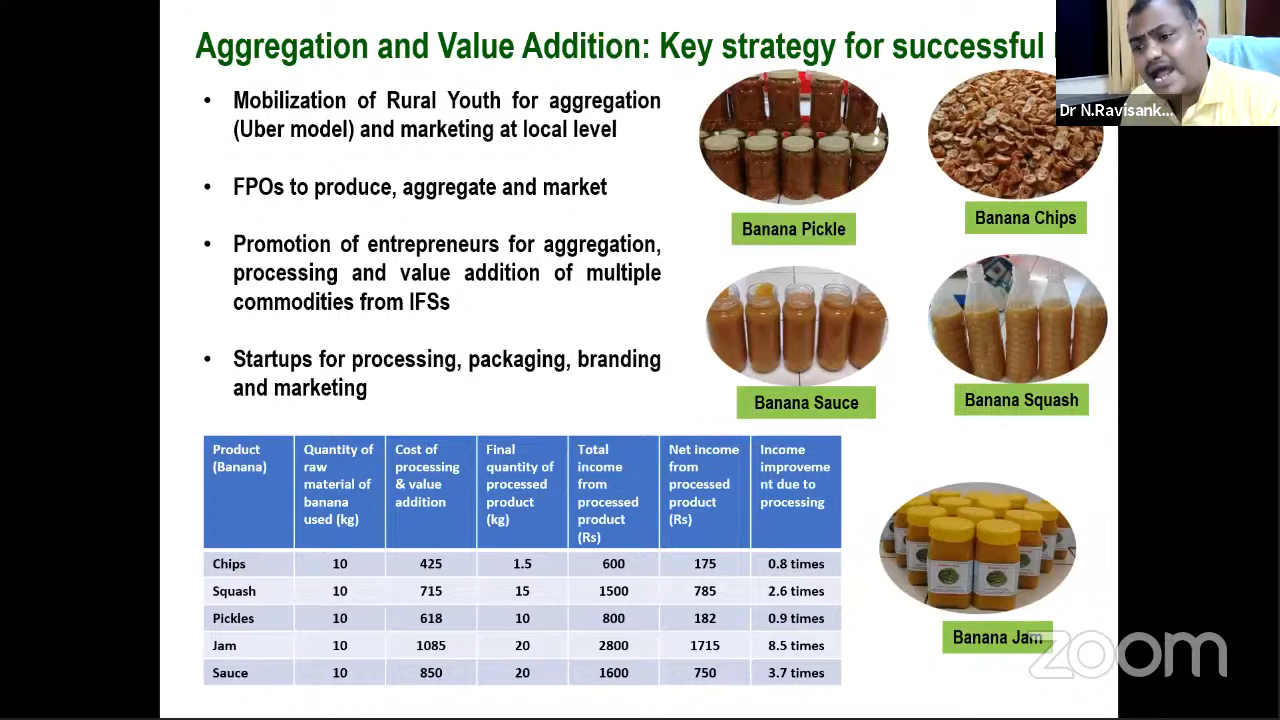 Aggregation and Value Addition: Key strategy for successful
Dr N.Ravisank...
• Mobilization of Rural Youth for aggregation
(Uber model) and marketing at local level
• FPOs to produce, aggregate and market
• Promotion of entrepreneurs for aggregation,
processing and value addition of multiple
commodities from IFSs
• Startups for processing, packaging, branding
and marketing
Banana Pickle
Banana Chips
Banana Sauce
Banana Squash
Product (Banana) Quantity of raw material of banana used (kg) Cost of processing & value addition Final quantity of processed product (kg) Total income from processed product (Rs) Net income from processed product (Rs) Income improveme nt due to processing
Chips 10 425 1.5 600 175 0.8 times
Squash 10 715 15 1500 785 2.6 times
Pickles 10 618 10 800 182 0.9 times
Jam 10 1085 20 2800 1715 8.5 times
Sauce 10 850 20 1600 750 3.7 times
Banana Jam
zoom